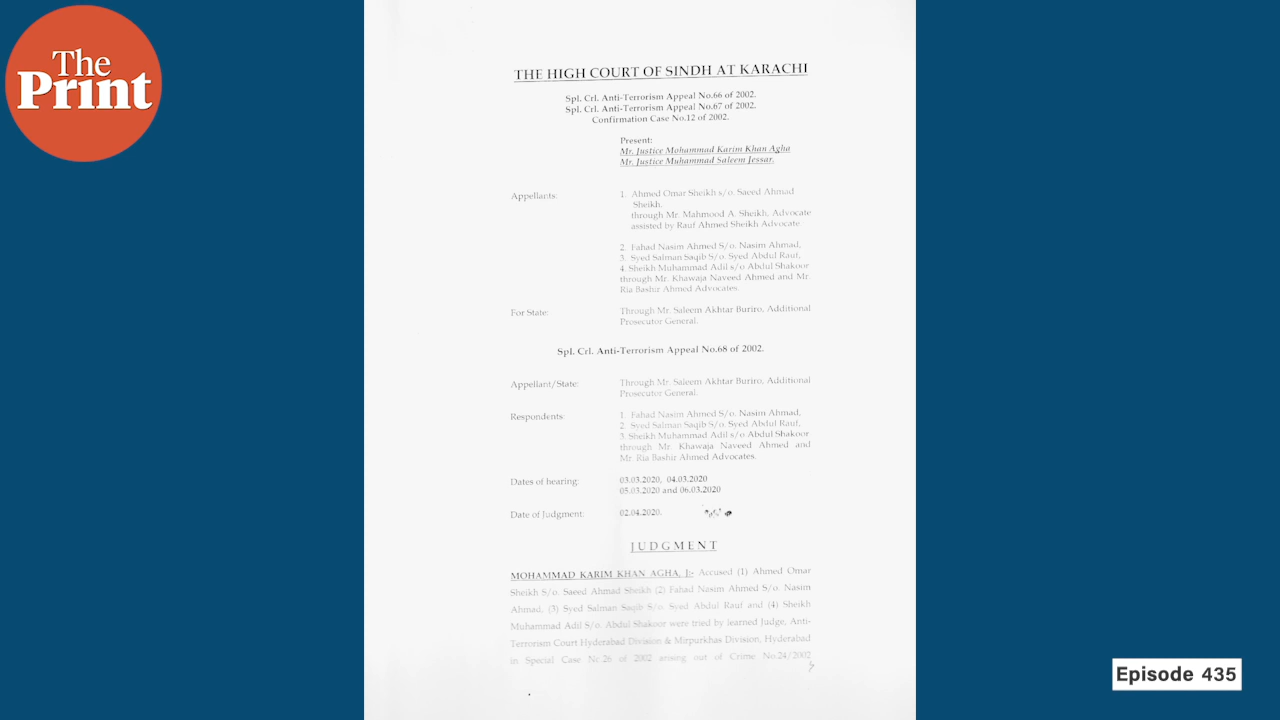 The
Print
THE HIGH COURT OF SINDH AT KARACHI
Spl. Crl. Anti-Terrorism Appeal No.66 of 2002.
Spl. Crl. Anti-Terrorism Appeal No.67 of 2002.
Confirmation Case No.12 of 2002.
Present:
Mr. Justice Mohammad Karim Khan Agha
Mr. Justice Muhammad Saleem Jessar.
Appellants:
1. Ahmed Omar Sheikh s/o. Saeed Ahmad
Sheikh.
through Mr. Mahmood A. Sheikh, Advocate
assisted by Rauf Ahmed Sheikh Advocate
2. Fahad Nasim Ahmed S/o. Nasim Ahmad,
3. Syed Salman Saqib S/o. Syed Abdul Rauf,
4. Sheikh Muhammad Adil s/o Abdul Shakoor
through Mr. Khawaja Naveed Ahmed and Mr.
Ria Bashir Ahmed Advocates.
For State:
Through Mr. Saleem Akhtar Buriro, Additional
Prosecutor General.
Spl. Crl. Anti-Terrorism Appeal No.68 of 2002.
Appellant/State:
Through Mr. Saleem Akhtar Buriro, Additional
Prosecutor General.
Respondents:
1. Fahad Nasim Ahmed S/o. Nasim Ahmad,
2. Syed Salman Saqib S/o. Syed Abdul Rauf,
3. Sheikh Muhammad Adil s/o Abdul Shakoor
through Mr. Khawaja Naveed Ahmed and
Mr. Ria Bashir Ahmed Advocates.
Dates of hearing:
03.03.2020, 04.03.2020
05.03.2020 and 06.03.2020
Date of Judgment:
02.04.2020.
JUDGMENT
MOHAMMAD KARIM KHAN AGHA, J:- Accused (1) Ahmed Omar
Sheikh S/o. Saeed Ahmad Sheikh (2) Fahad Nasim Ahmed S/o. Nasim
Ahmad, (3) Syed Salman Saqib S/o. Syed Abdul Rauf and (4) Sheikh
Muhammad Adil S/o. Abdul Shakoor were tried by learned Judge, Anti-
Terrorism Court Hyderabad Division & Mirpurkhas Division, Hyderabad
in Special Case No.26 of 2002 arising out of Crime No.24/2002
Episode 435